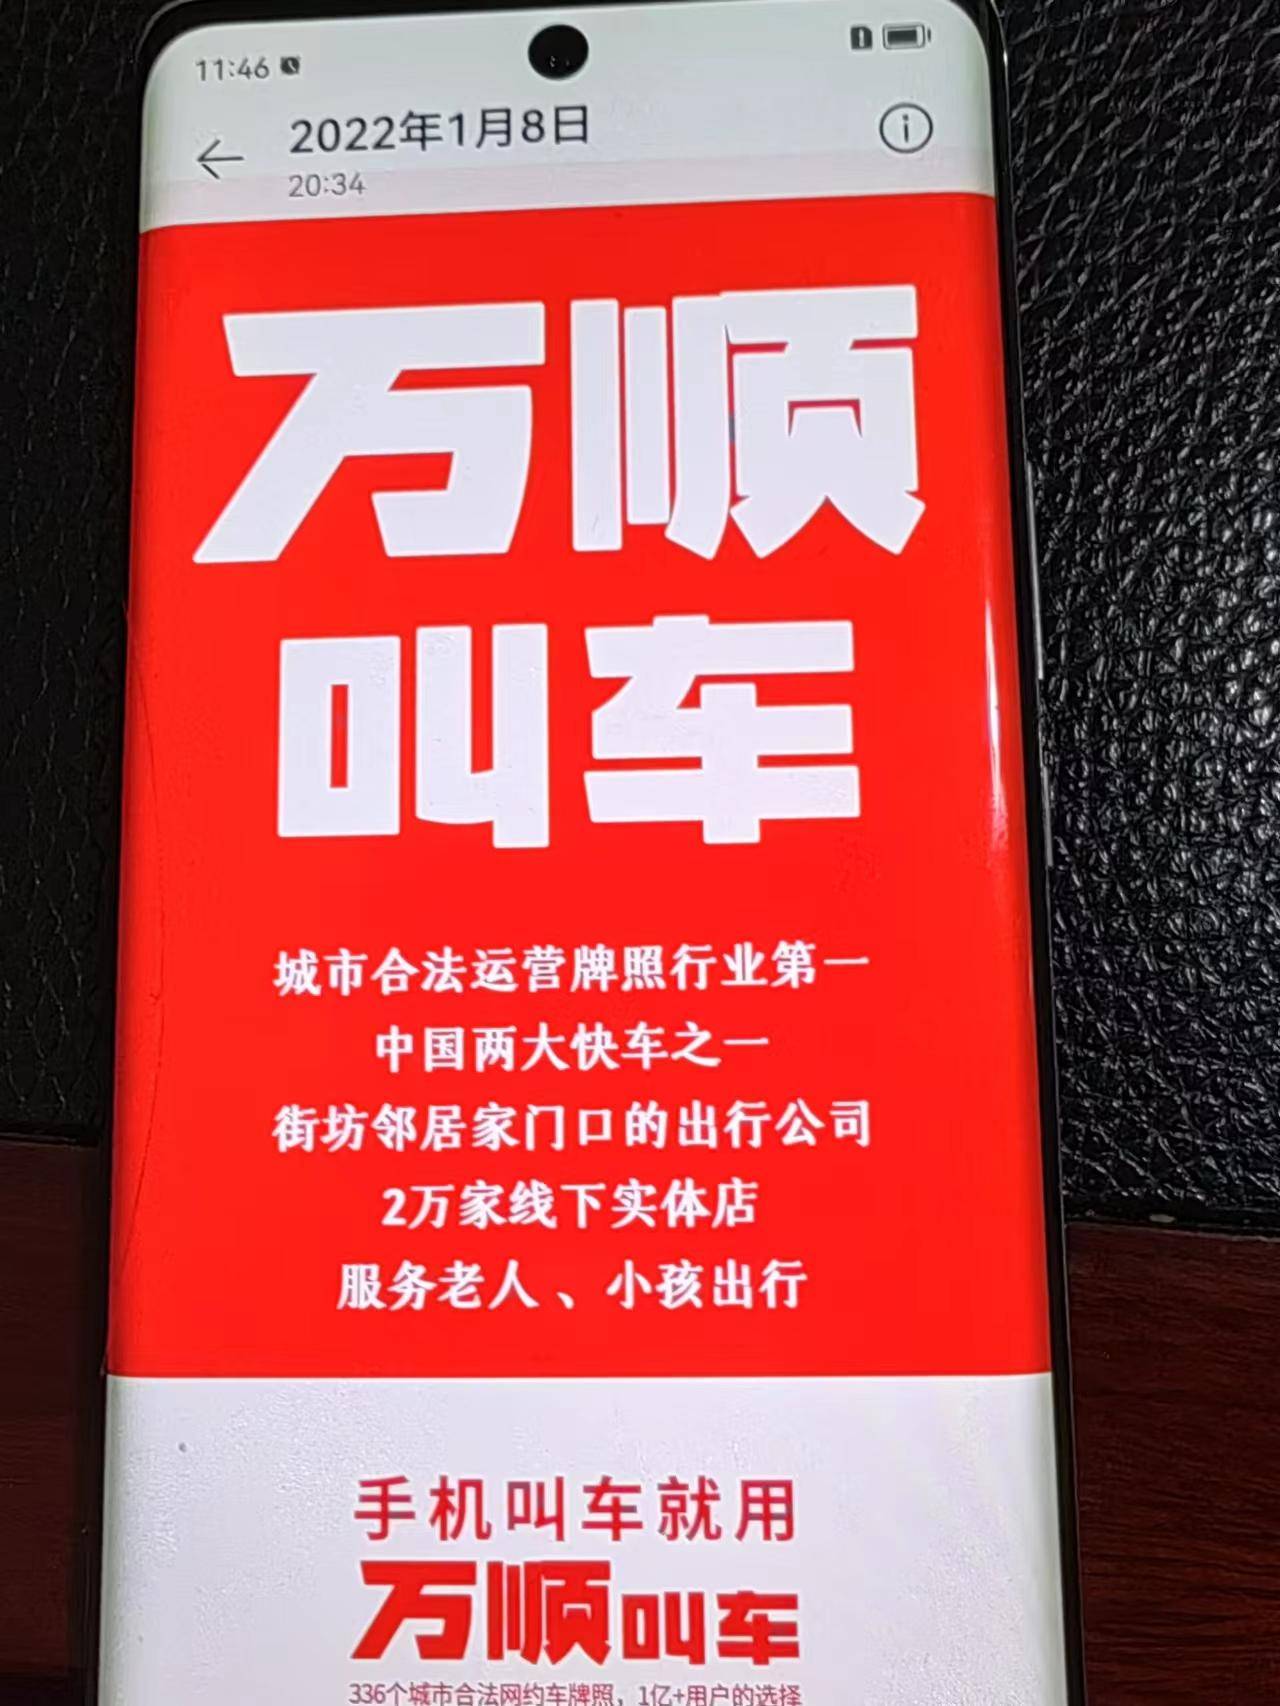 11:46
2022年1月8日
20:34
万顺
叫车
城市合法运营牌照行业第一
中国两大快车之一
街坊邻居家门口的出行公司
2万家线下实体店
服务老人、小孩出行
手机叫车就用
万顺叫车
336个城市合法网约车牌照，1亿+用户的选择